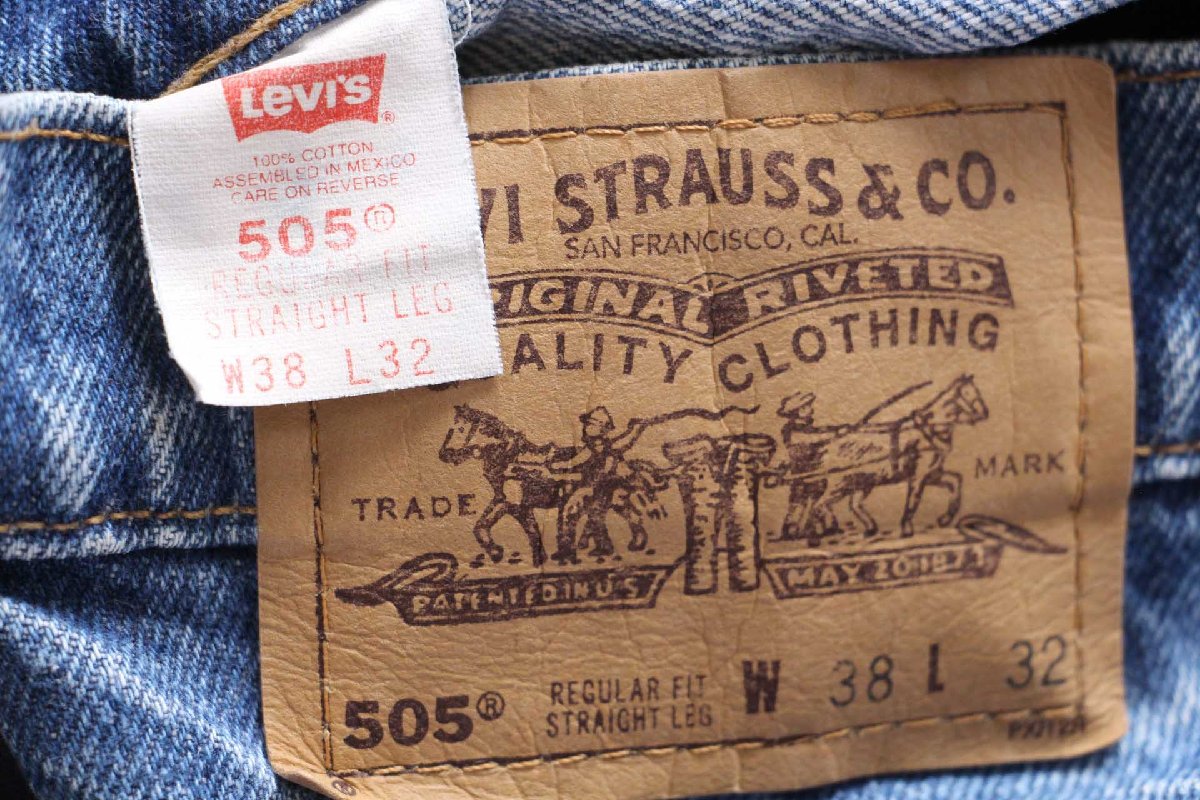 Levi's ®
100% COTTON
ASSEMBLED IN MEXICO
CARE ON REVERSE
505®
REGULAR FIT
STRAIGHT LEG
W38 L32
VI STRAUSS & CO.
SAN FRANCISCO, CAL.
RIGINAL RIVETED
ALITY CLOTHING
TRADE MARK
PATENTED IN U.S
MAY 20 1873
505® REGULAR FIT W 38 L 32
STRAIGHT LEG